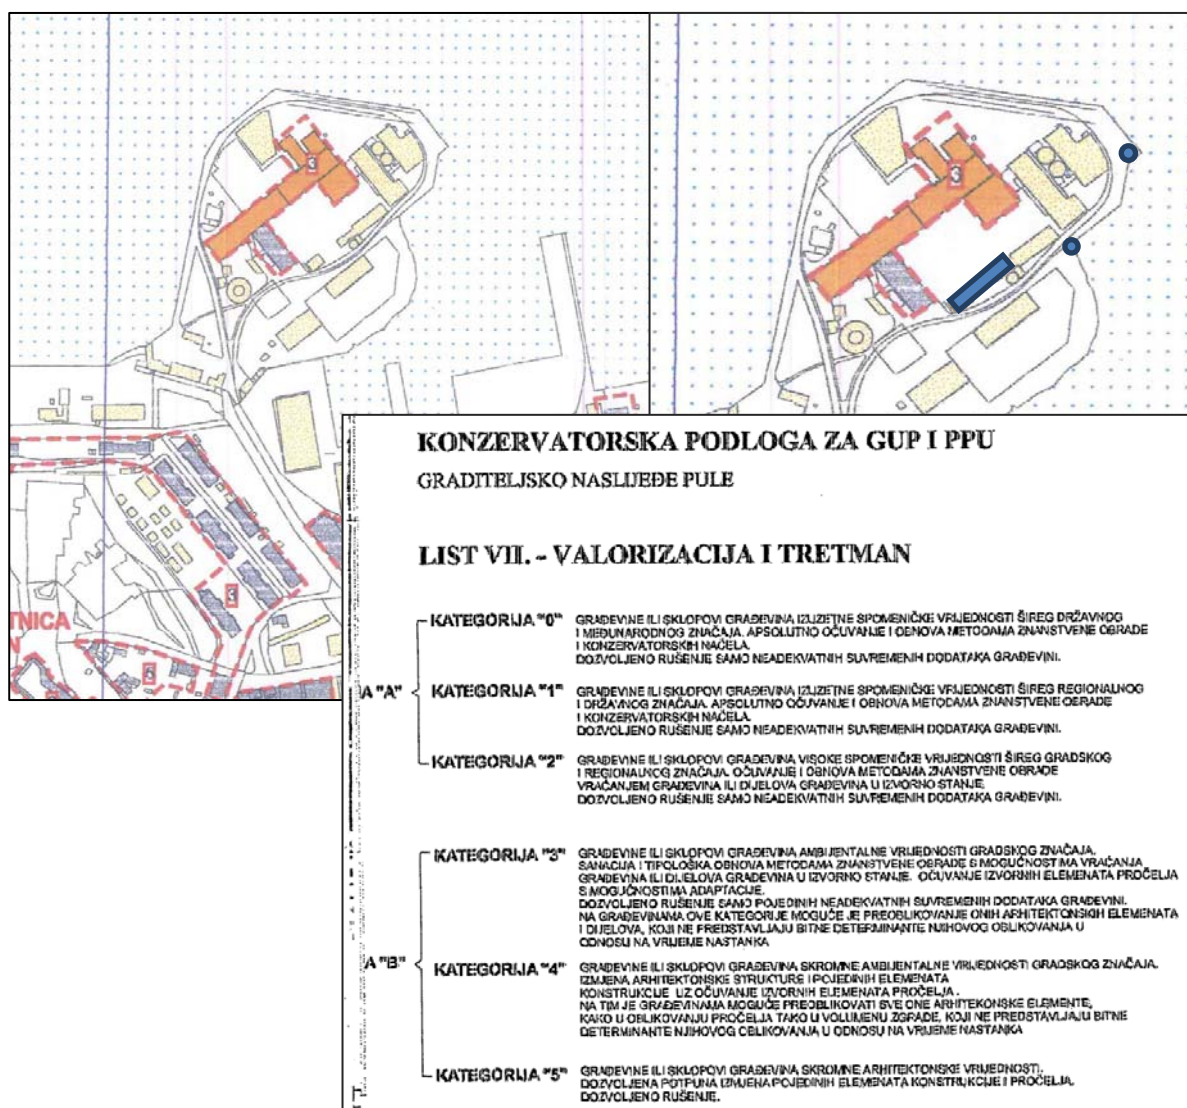 3
3
3
TNICA
N
6
KONZERVATORSKA PODLOGA ZA GUP I PPU
GRADITELJSKO NASLIJEĐE PULE
LIST VII. - VALORIZACIJA I TRETMAN
A "A"
KATEGORIJA "0"
GRAĐEVINE ILI SKLOPOVI GRAĐEVINA IZUZETNE SPOMENIČKE VRIJEDNOSTI ŠIREG DRŽAVNOG
I MEĐUNARODNOG ZNAČAJA. APSOLUTNO OČUVANJE I OBNOVA METODAMA ZNANSTVENE OBRADE
I KONZERVATORSKIH NAČELA.
DOZVOLJENO RUŠENJE SAMO NEADEKVATNIH SUVREMENIH DODATAKA GRAĐEVINI.
KATEGORIJA "1"
GRAĐEVINE ILI SKLOPOVI GRAĐEVINA IZUZETNE SPOMENIČKE VRIJEDNOSTI ŠIREG REGIONALNOG
I DRŽAVNOG ZNAČAJA. APSOLUTNO OČUVANJE I OBNOVA METODAMA ZNANSTVENE OBRADE
I KONZERVATORSKIH NAČELA.
DOZVOLJENO RUŠENJE SAMO NEADEKVATNIH SUVREMENIH DODATAKA GRAĐEVINI.
KATEGORIJA "2"
GRAĐEVINE ILI SKLOPOVI GRAĐEVINA VISOKE SPOMENIČKE VRIJEDNOSTI ŠIREG GRADSKOG
I REGIONALNOG ZNAČAJA. OČUVANJE I OBNOVA METODAMA ZNANSTVENE OBRADE
VRAĆANJEM GRAĐEVINA ILI DIJELOVA GRAĐEVINA U IZVORNO STANJE.
DOZVOLJENO RUŠENJE SAMO NEADEKVATNIH SUVREMENIH DODATAKA GRAĐEVINI.
A "B"
KATEGORIJA "3"
GRAĐEVINE ILI SKLOPOVI GRAĐEVINA AMBIJENTALNE VRIJEDNOSTI GRADSKOG ZNAČAJA.
SANACIJA I TIPOLOŠKA OBNOVA METODAMA ZNANSTVENE OBRADE S MOGUĆNOSTIMA VRAĆANJA
GRAĐEVINA ILI DIJELOVA GRAĐEVINA U IZVORNO STANJE. OČUVANJE IZVORNIH ELEMENATA PROČELJA
S MOGUĆNOSTIMA ADAPTACIJE.
DOZVOLJENO RUŠENJE SAMO POJEDINIH NEADEKVATNIH SUVREMENIH DODATAKA GRAĐEVINI.
NA GRAĐEVINAMA OVE KATEGORIJE MOGUĆE JE PREOBLIKOVANJE ONIH ARHITEKTONSKIH ELEMENATA
I DIJELOVA, KOJI NE PREDSTAVLJAJU BITNE DETERMINANTE NJIHOVOG OBLIKOVANJA U
ODNOSU NA VRIJEME NASTANKA
KATEGORIJA "4"
GRAĐEVINE ILI SKLOPOVI GRAĐEVINA SKROMNE AMBIJENTALNE VRIJEDNOSTI GRADSKOG ZNAČAJA.
IZMJENA ARHITEKTONSKE STRUKTURE I POJEDINIH ELEMENATA
KONSTRUKCIJE UZ OČUVANJE IZVORNIH ELEMENATA PROČELJA.
NA TIM JE GRAĐEVINAMA MOGUĆE PREOBLIKOVATI SVE ONE ARHITEKONSKE ELEMENTE,
KAKO U OBLIKOVANJU PROČELJA TAKO U VOLUMENU ZGRADE, KOJI NE PREDSTAVLJAJU BITNE
DETERMINANTE NJIHOVOG OBLIKOVANJA U ODNOSU NA VRIJEME NASTANKA
KATEGORIJA "5"
GRAĐEVINE ILI SKLOPOVI GRAĐEVINA SKROMNE ARHITEKTONSKE VRIJEDNOSTI.
DOZVOLJENA POTPUNA IZMJENA POJEDINIH ELEMENATA KONSTRUKCIJE I PROČELJA.
DOZVOLJENO RUŠENJE.